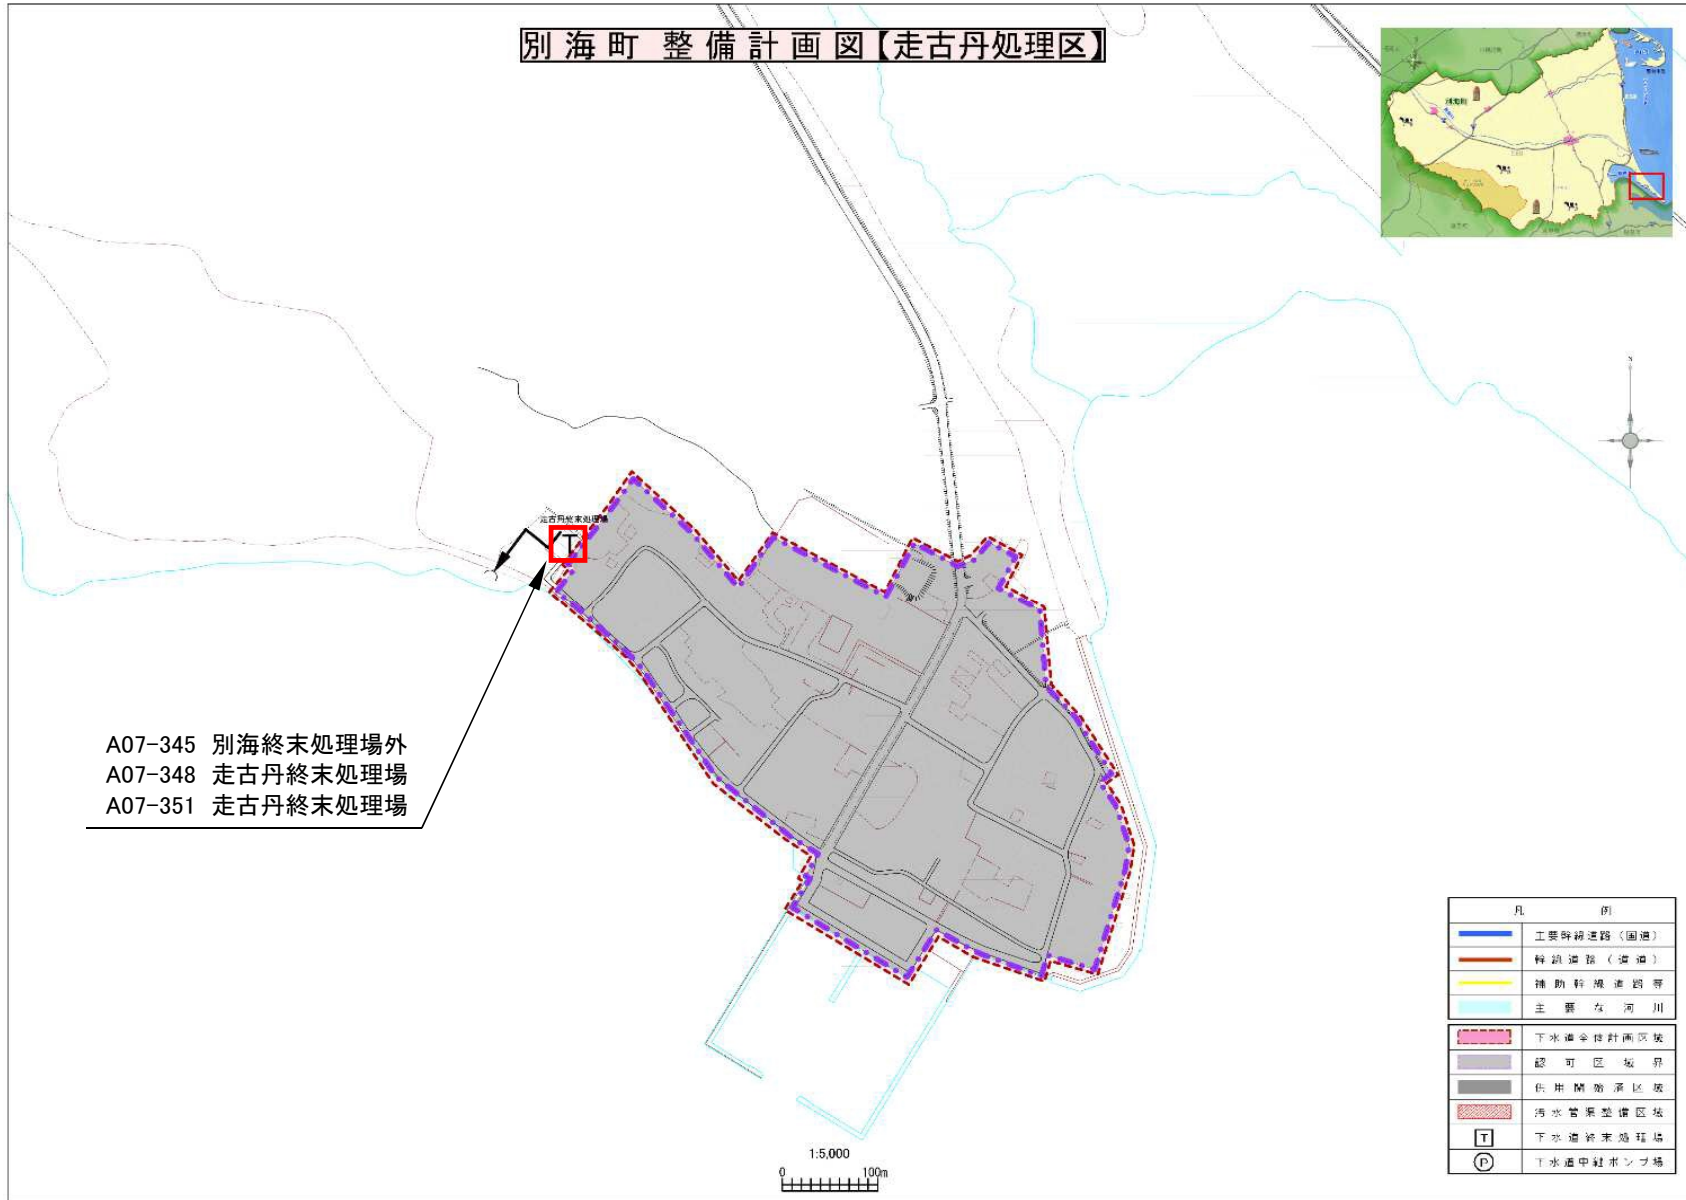 別海町 整備計画図【走古丹処理区】
別海町
N
走古丹終末処理場
T
A07-345 別海終末処理場外
A07-348 走古丹終末処理場
A07-351 走古丹終末処理場
凡例
主要幹線道路（国道）
幹線道路（道道）
補助幹線道路等
主要な河川
下水道全体計画区域
認可区域界
供用開始済区域
汚水管渠整備区域
T 下水道終末処理場
P 下水道中継ポンプ場
1:5,000
0 100m